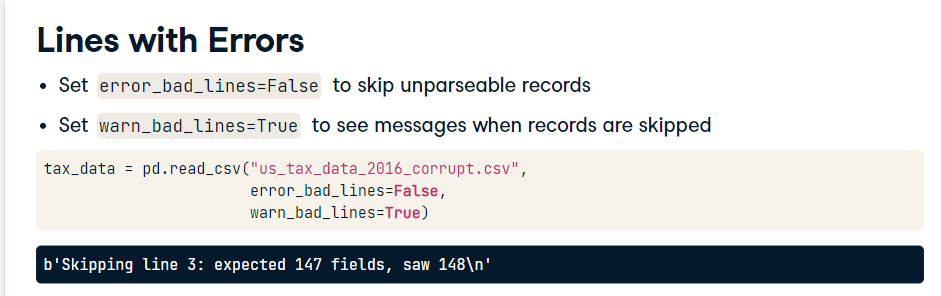 Lines with Errors
• Set error_bad_lines=False to skip unparseable records
• Set warn_bad_lines=True to see messages when records are skipped
tax_data = pd.read_csv("us_tax_data_2016_corrupt.csv",
                       error_bad_lines=False,
                       warn_bad_lines=True)
b'Skipping line 3: expected 147 fields, saw 148\n'